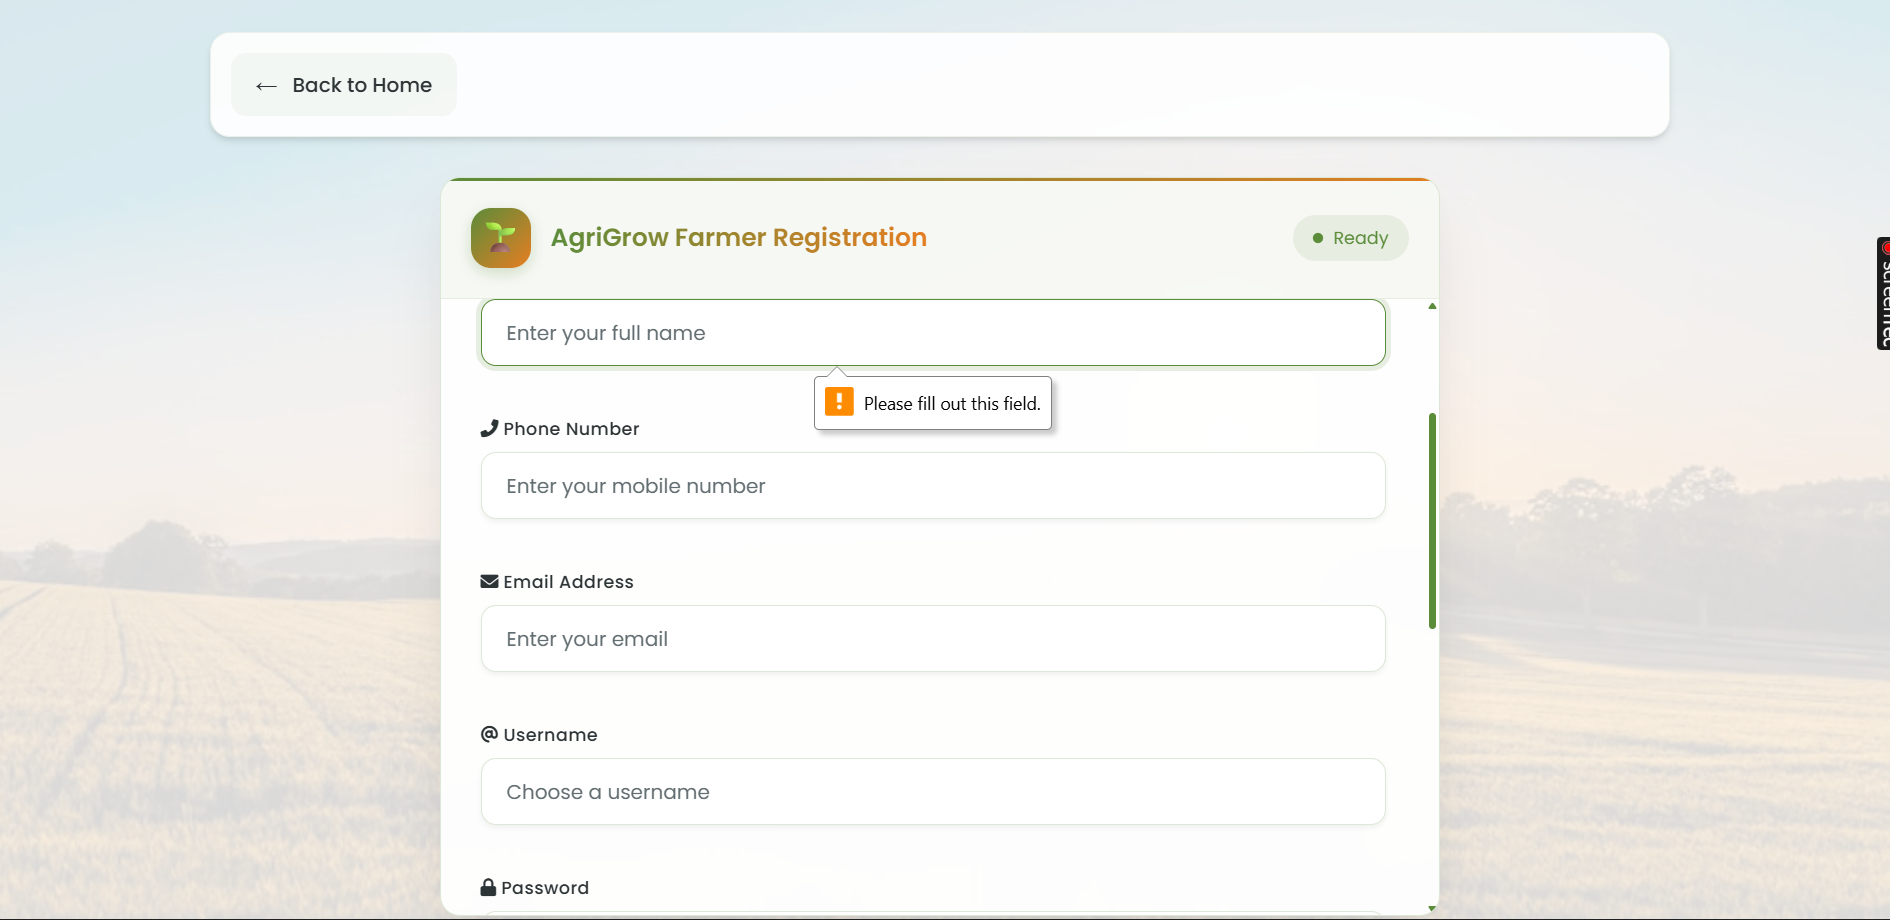 ← Back to Home
AgriGrow Farmer Registration
Ready
Enter your full name
Please fill out this field.
Phone Number
Enter your mobile number
Email Address
Enter your email
Username
Choose a username
Password